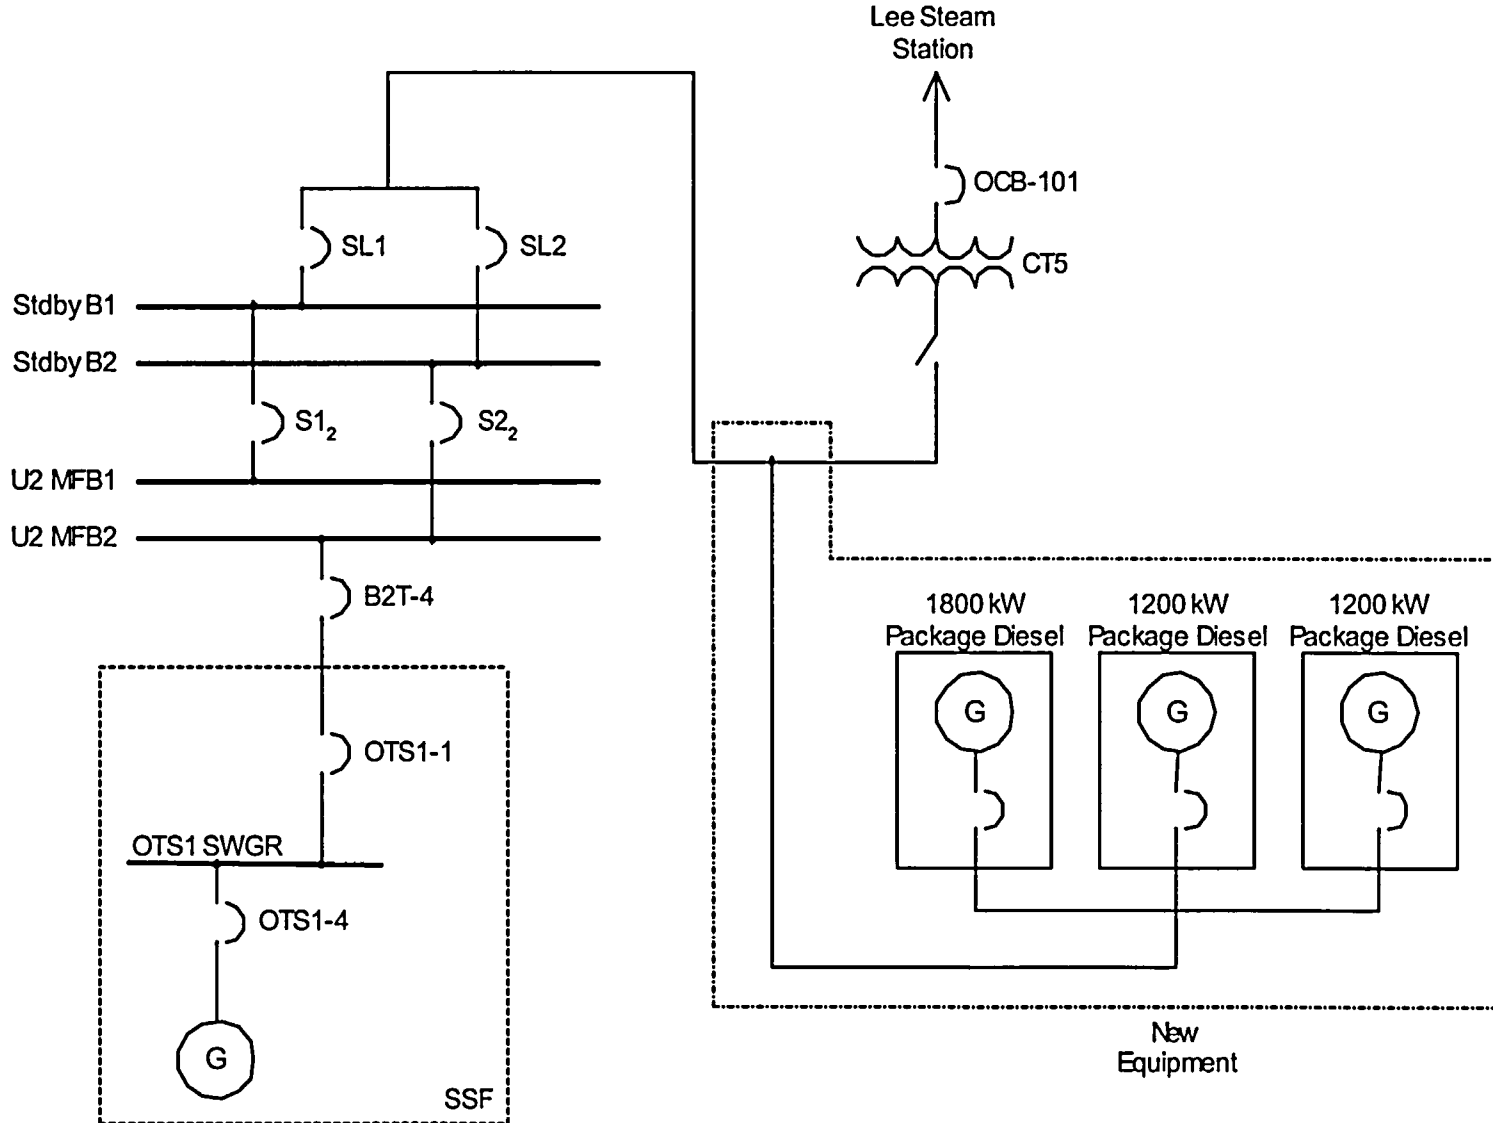 Lee Steam
Station
OCB-101
CT5
SL1
SL2
Stdby B1
Stdby B2
S1₂
S2₂
U2 MFB1
U2 MFB2
B2T-4
1800 kW
Package Diesel
1200 kW
Package Diesel
1200 kW
Package Diesel
G
G
G
OTS1-1
OTS1 SWGR
OTS1-4
G
SSF
New
Equipment